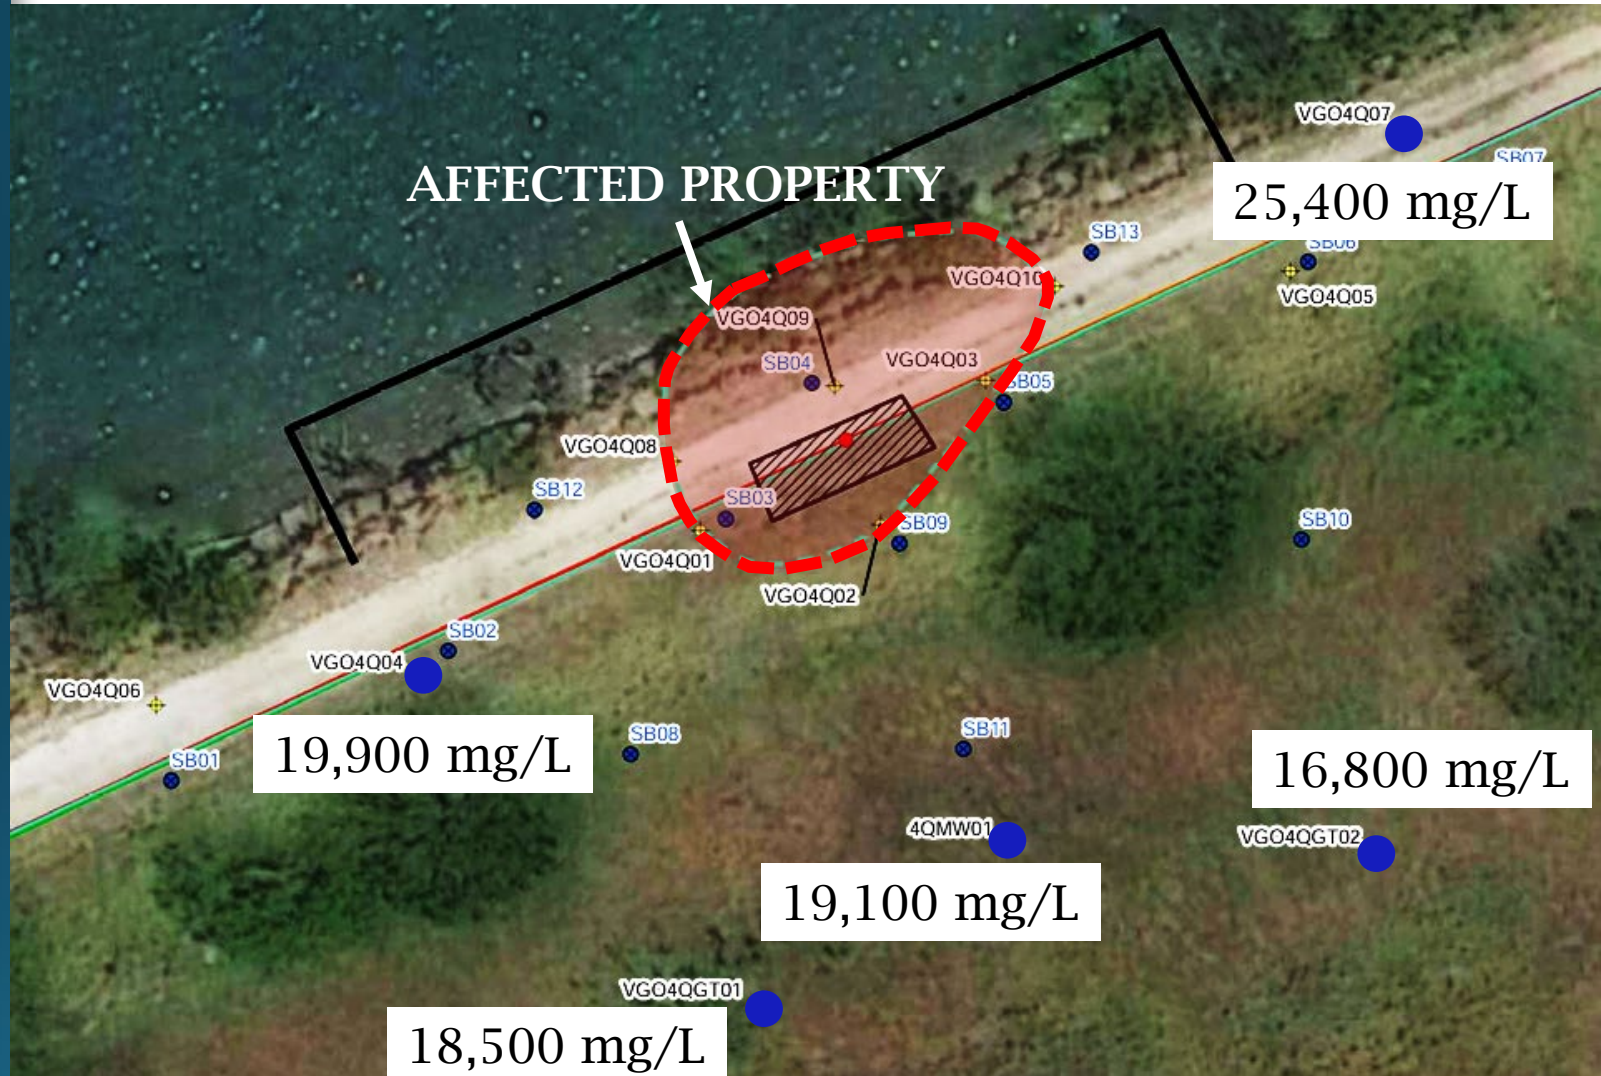 VGO4Q07
SB07
AFFECTED PROPERTY
25,400 mg/L
SB13
SB06
VGO4Q10
VGO4Q05
VGO4Q09
SB04
VGO4Q03
SB05
VGO4Q08
SB12
SB03
SB09
SB10
VGO4Q01
VGO4Q02
SB02
VGO4Q04
VGO4Q06
SB08
SB11
SB01
19,900 mg/L
16,800 mg/L
4QMW01
VGO4QGT02
19,100 mg/L
VGO4QGT01
18,500 mg/L